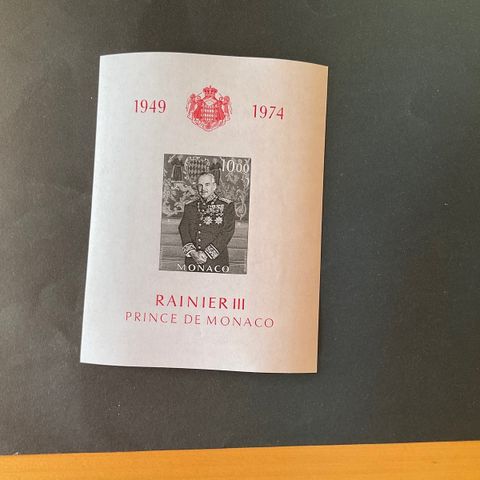 1949 1974
10.00
MONACO
RAINIER III
PRINCE DE MONACO